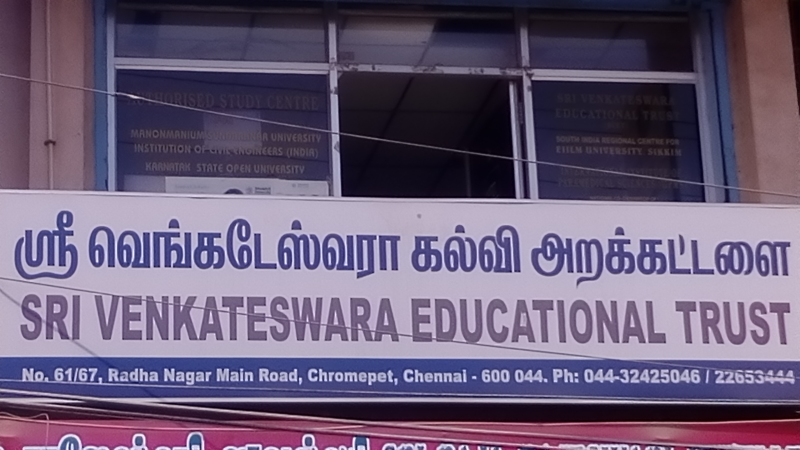 AUTHORISED STUDY CENTRE
MANONMANIUM UNIVERSITY
INSTITUTION OF CIVIL ENGINEERS (INDIA)
KARNATAK STATE OPEN UNIVERSITY
SRI VENKATESWARA
EDUCATIONAL TRUST
SOUTH INDIA REGIONAL CENTRE FOR
EIILM UNIVERSITY, SIKKIM
ஸ்ரீ வெங்கடேஸ்வரா கல்வி அறக்கட்டளை
SRI VENKATESWARA EDUCATIONAL TRUST
No. 61/67, Radha Nagar Main Road, Chromepet, Chennai - 600 044. Ph: 044-32425046 / 22653444